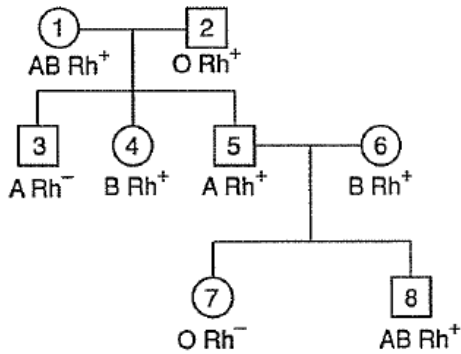 1 2
AB Rh⁺ O Rh⁺
3 4 5 6
A Rh⁻ B Rh⁺ A Rh⁺ B Rh⁺
7 8
O Rh⁻ AB Rh⁺